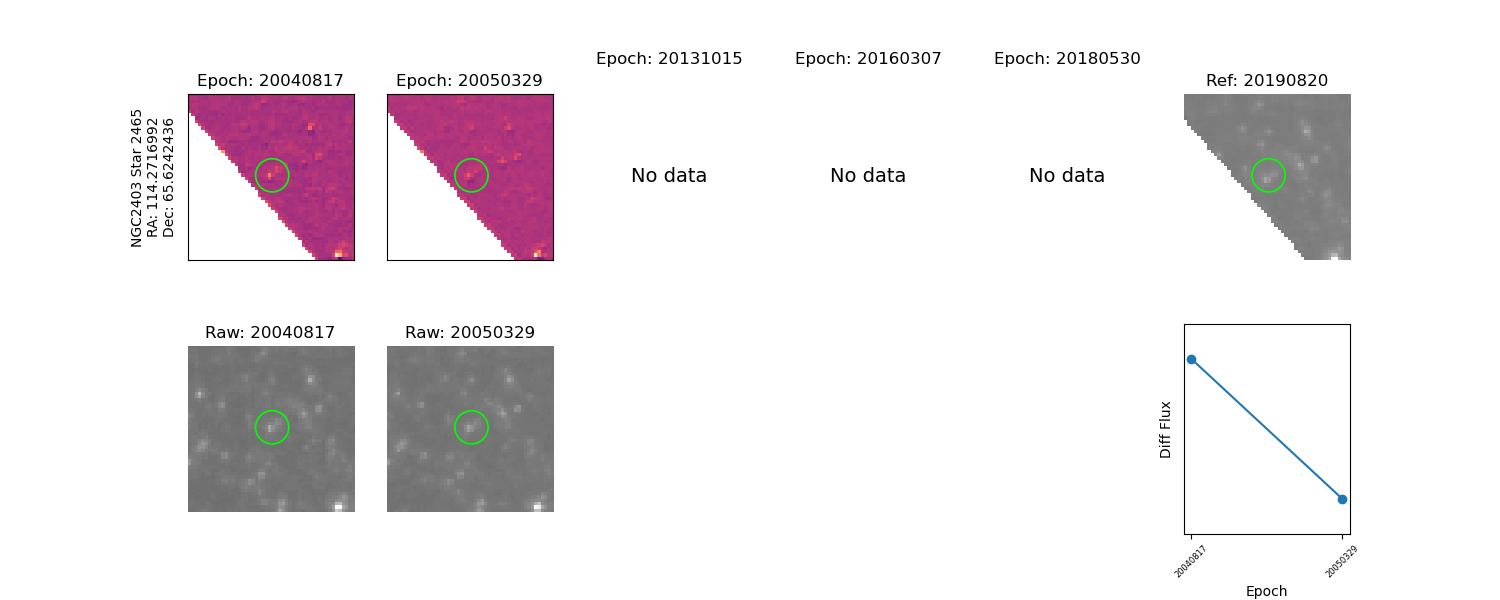 Epoch: 20040817
Epoch: 20050329
Epoch: 20131015
Epoch: 20160307
Epoch: 20180530
Ref: 20190820
NGC2403 Star 2465
RA: 114.2716992
Dec: 65.6242436
No data
No data
No data
Raw: 20040817
Raw: 20050329
Diff Flux
20040817
20050329
Epoch